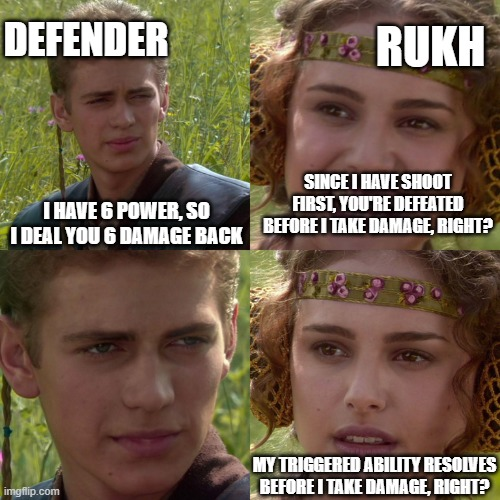 DEFENDER
I HAVE 6 POWER, SO
I DEAL YOU 6 DAMAGE BACK
RUKH
SINCE I HAVE SHOOT
FIRST, YOU'RE DEFEATED
BEFORE I TAKE DAMAGE, RIGHT?
MY TRIGGERED ABILITY RESOLVES
BEFORE I TAKE DAMAGE, RIGHT?
imgflip.com